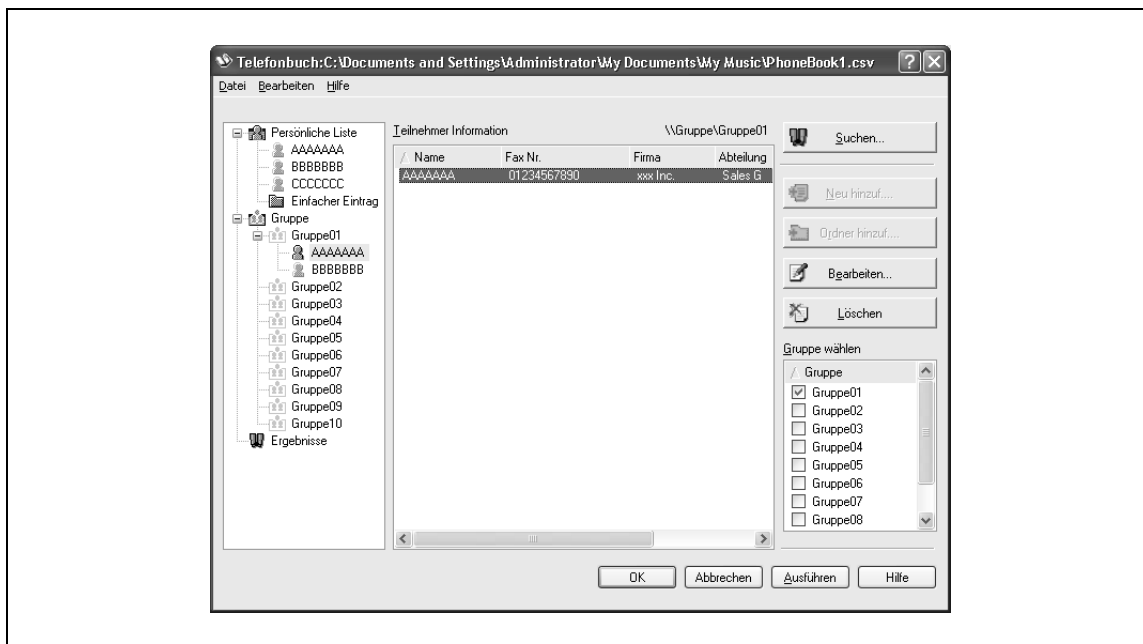 Telefonbuch:C:\Documents and Settings\Administrator\My Documents\My Music\PhoneBook1.csv
Datei Bearbeiten Hilfe
Persönliche Liste
AAAAAAA
BBBBBBB
CCCCCCC
Einfacher Eintrag
Gruppe
Gruppe01
AAAAAAA
BBBBBBB
Gruppe02
Gruppe03
Gruppe04
Gruppe05
Gruppe06
Gruppe07
Gruppe08
Gruppe09
Gruppe10
Ergebnisse
Teilnehmer Information \\Gruppe\Gruppe01
Name Fax Nr. Firma Abteilung
AAAAAAA 01234567890 xxx Inc. Sales G
Suchen...
Neu hinzuf....
Ordner hinzuf....
Bearbeiten...
Löschen
Gruppe wählen
Gruppe
Gruppe01
Gruppe02
Gruppe03
Gruppe04
Gruppe05
Gruppe06
Gruppe07
Gruppe08
OK Abbrechen Ausführen Hilfe